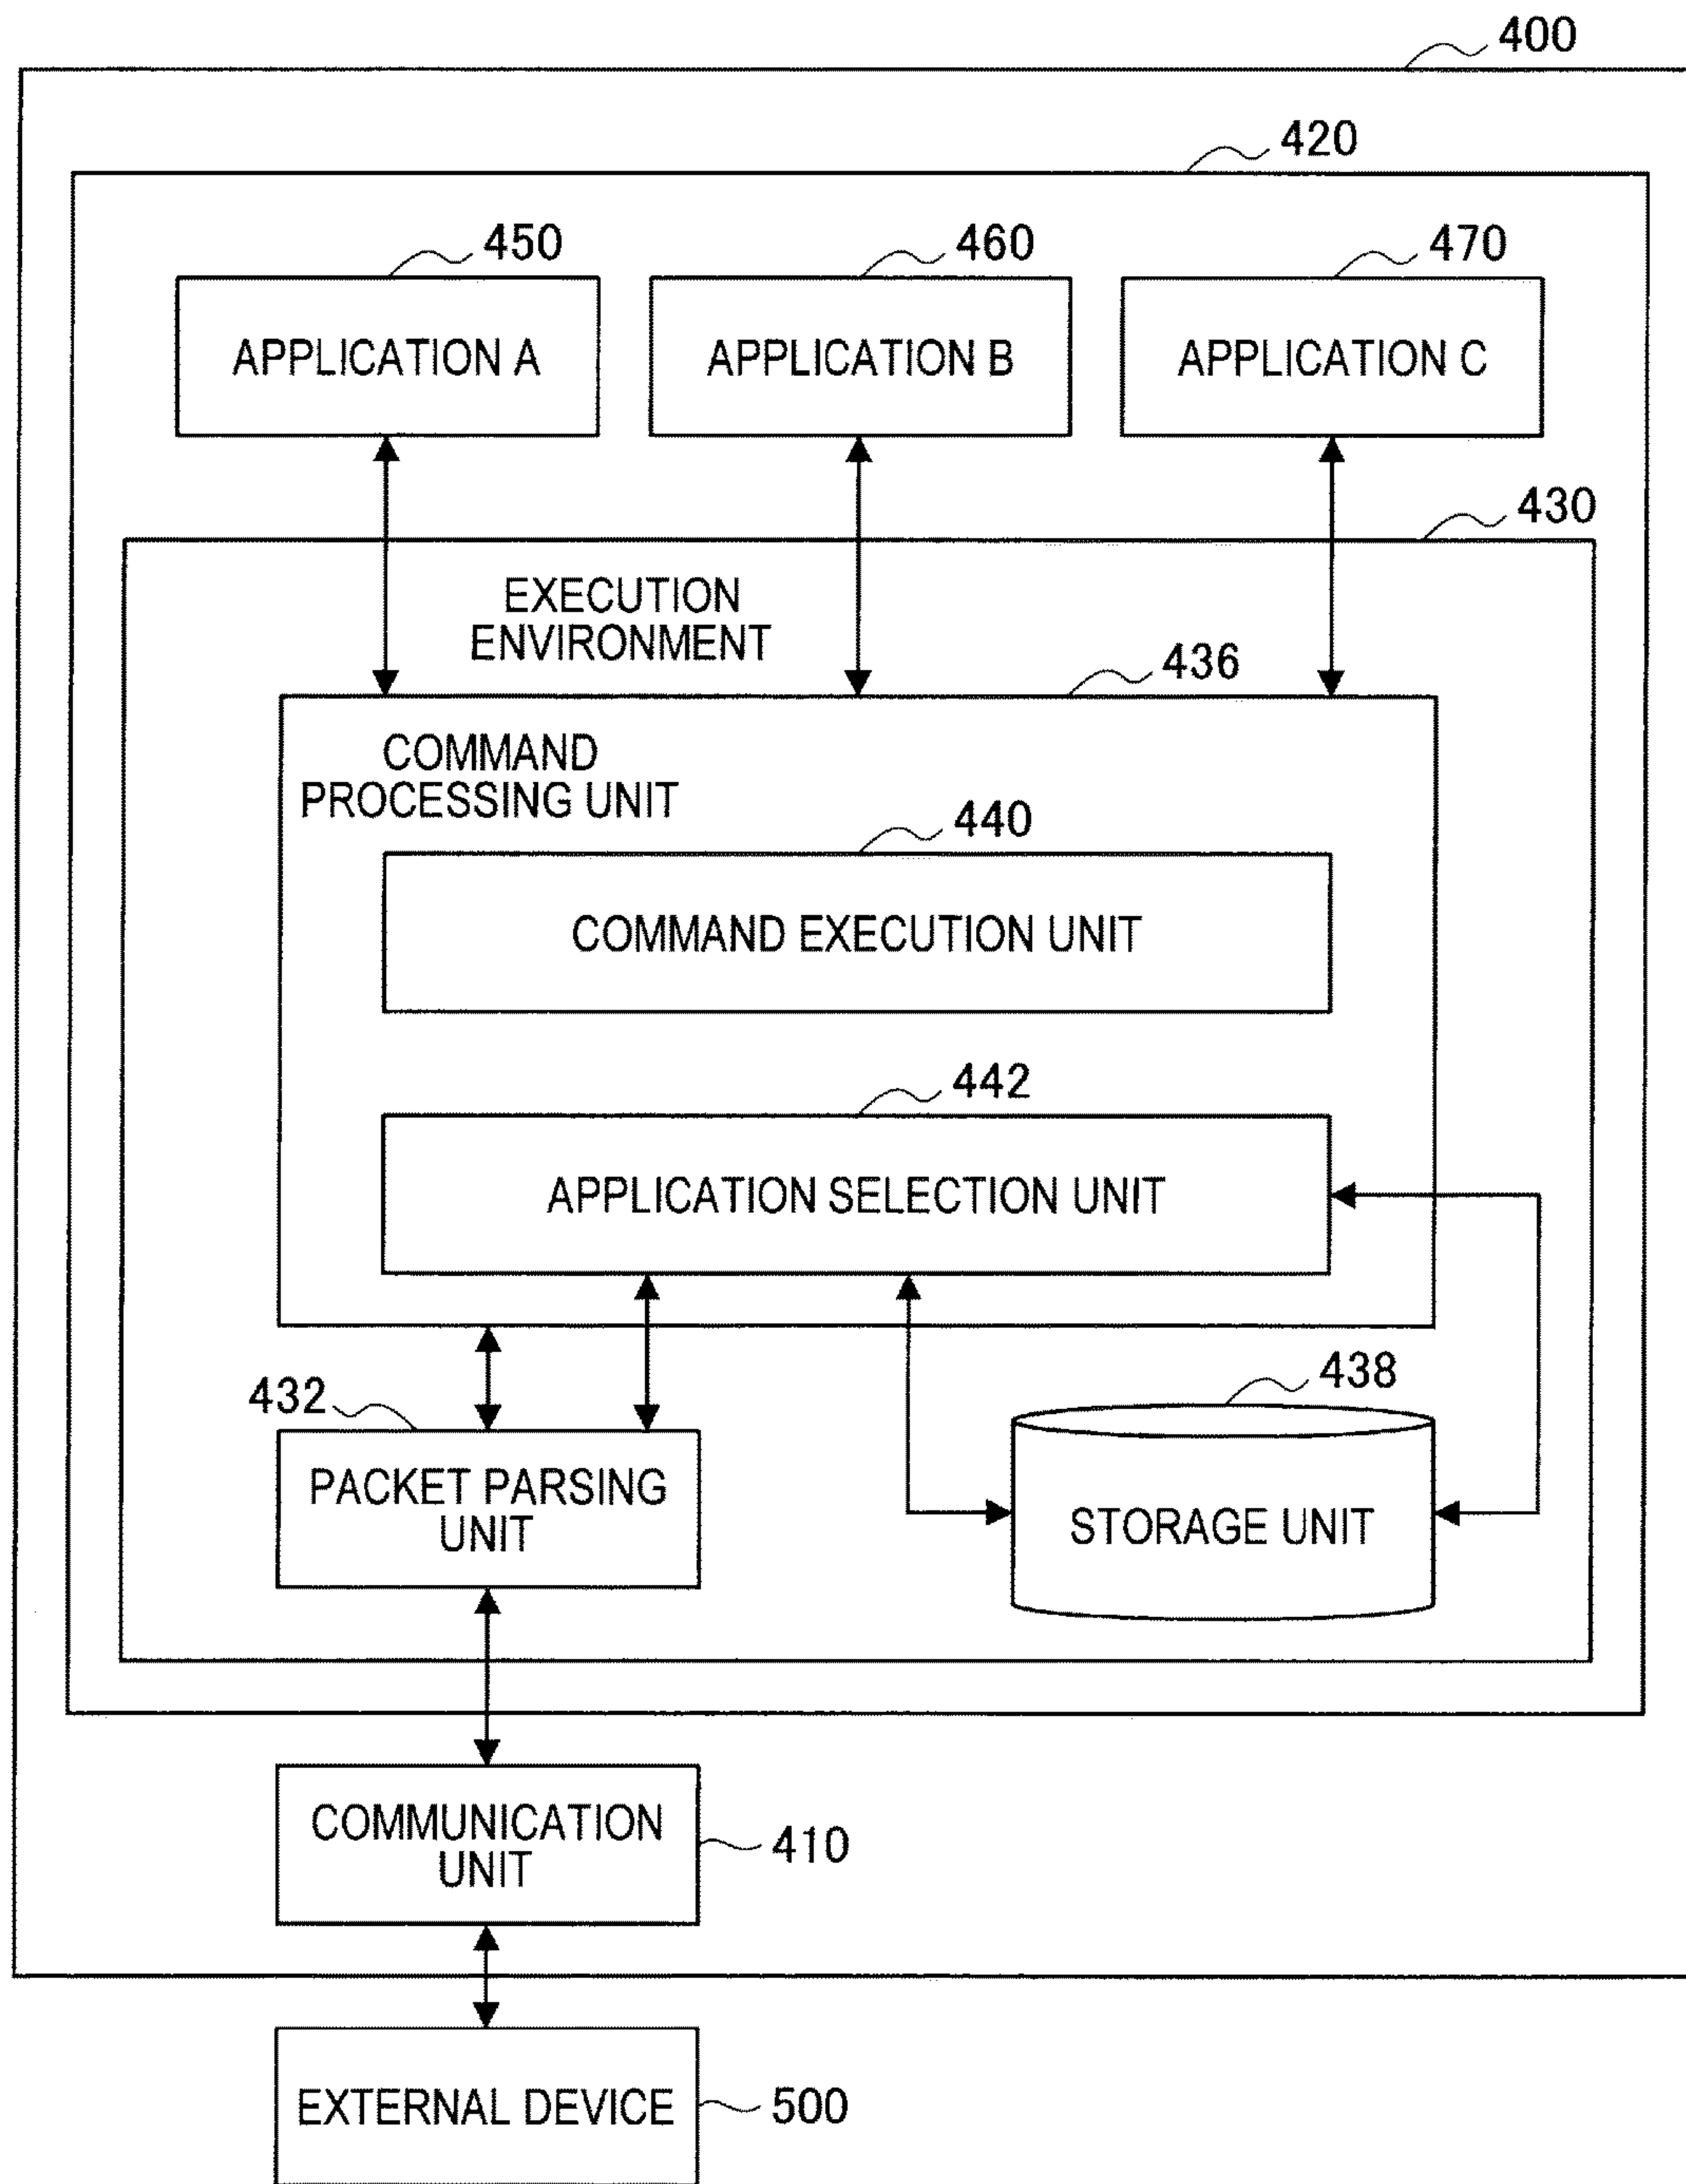 400
420
450
460
470
APPLICATION A
APPLICATION B
APPLICATION C
430
EXECUTION
ENVIRONMENT
436
COMMAND
PROCESSING UNIT
440
COMMAND EXECUTION UNIT
442
APPLICATION SELECTION UNIT
432
438
PACKET PARSING
UNIT
STORAGE UNIT
COMMUNICATION
UNIT
410
EXTERNAL DEVICE
500